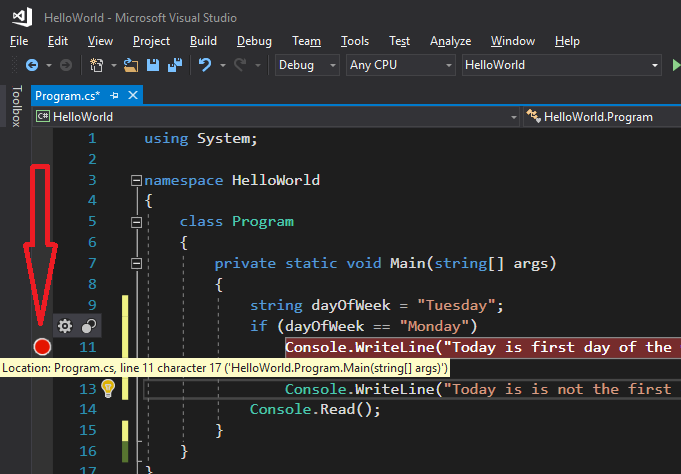 HelloWorld - Microsoft Visual Studio
File Edit View Project Build Debug Team Tools Test Analyze Window Help
Debug Any CPU HelloWorld
Toolbox
Program.cs*
C# HelloWorld HelloWorld.Program
1 using System;
2
3 namespace HelloWorld
4 {
5 class Program
6 {
7 private static void Main(string[] args)
8 {
9 string dayOfWeek = "Tuesday";
10 if (dayOfWeek == "Monday")
11 Console.WriteLine("Today is first day of the
Location: Program.cs, line 11 character 17 ('HelloWorld.Program.Main(string[] args)')
13 Console.WriteLine("Today is is not the first
14 Console.Read();
15 }
16 }
17 }